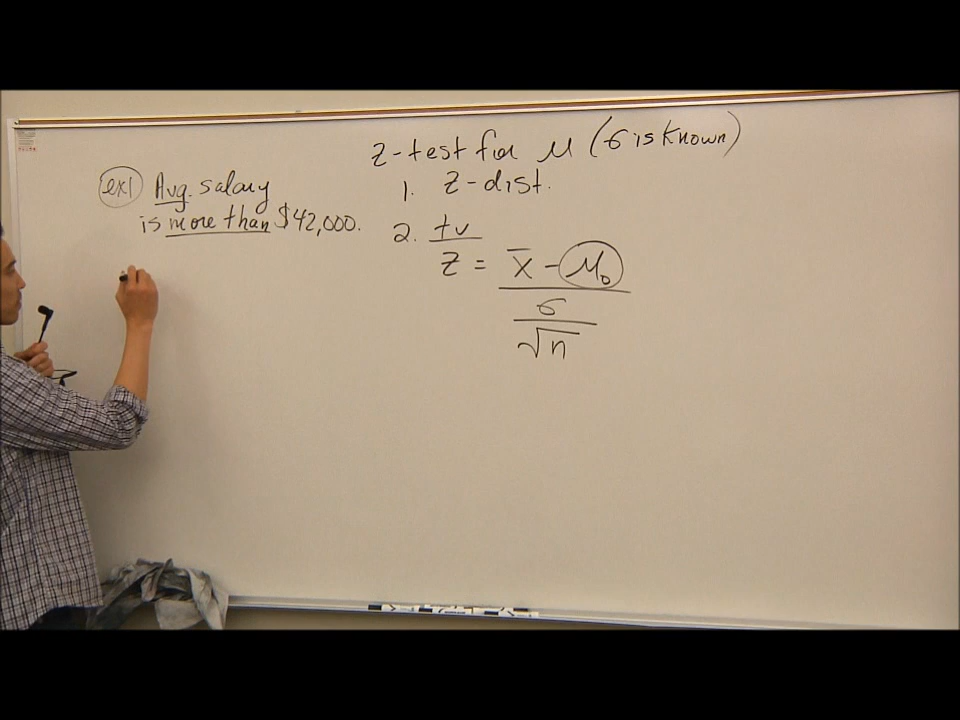 z-test for μ (σ is known)
ex1 Avg. salary
is more than $42,000.
1. z-dist.
2. tv
z = x̄ - μ₀
σ
√n